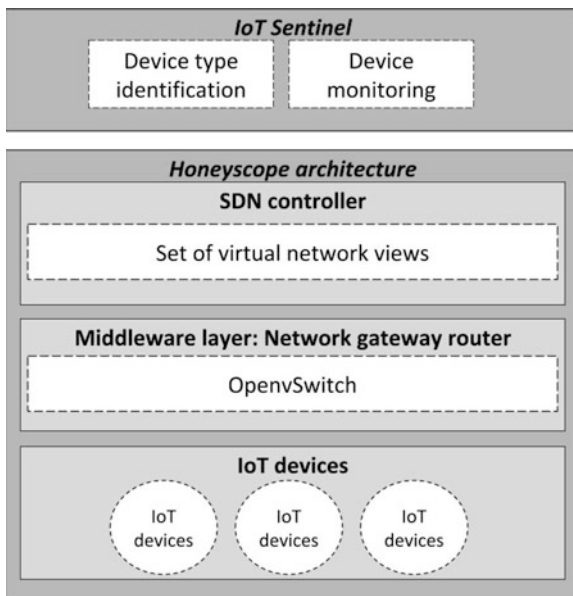 IoT Sentinel
Device type
identification
Device
monitoring
Honeyscope architecture
SDN controller
Set of virtual network views
Middleware layer: Network gateway router
OpenvSwitch
IoT devices
IoT
devices
IoT
devices
IoT
devices